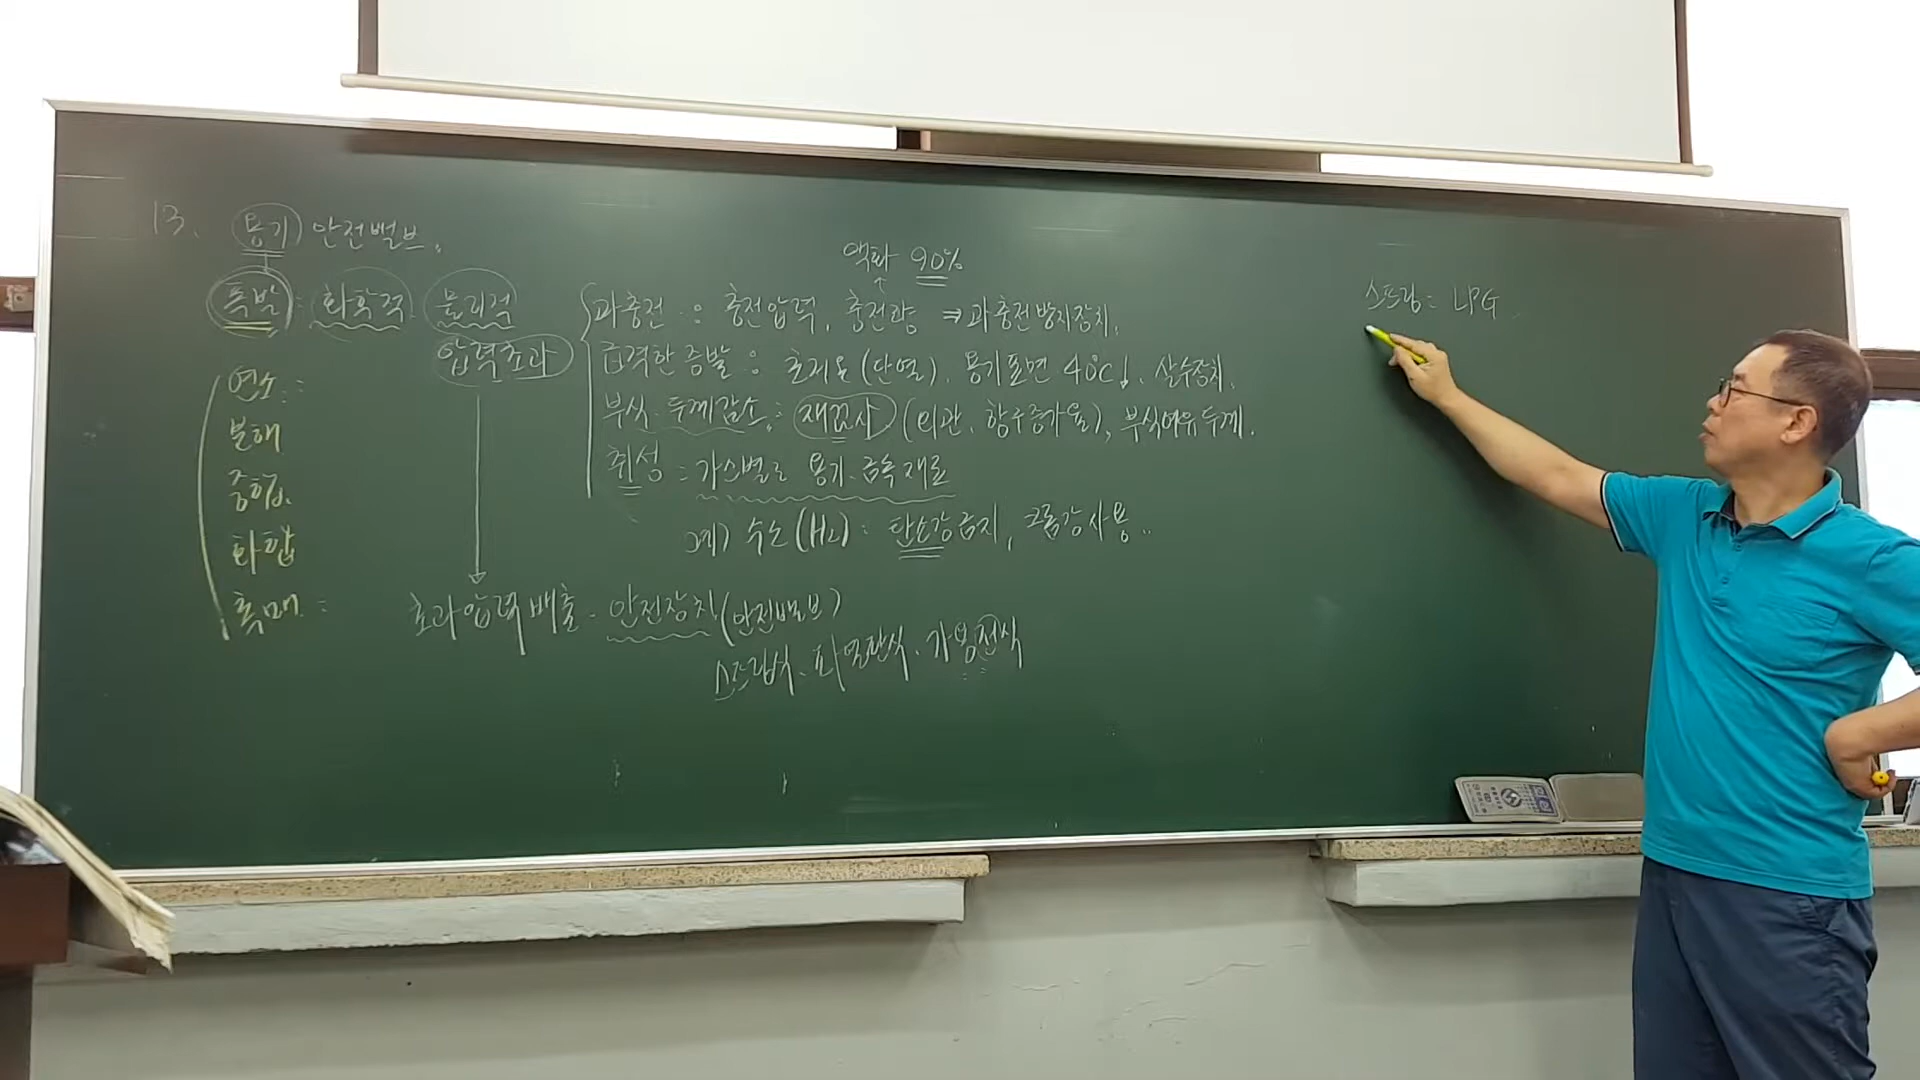 13. 용기 안전밸브.
폭발 : 화학적 물리적
압력초과
연소 :
분해
중합.
화합
촉매 :
액화 90%
과충전 : 충전압력, 충전량 ⇒ 과충전방지장치.
급격한 증발 : 초저온(단열). 용기표면 40℃↓. 살수장치.
부식·두께감소 : 재검사 (외관, 항구증가율), 부식여유두께.
취성 : 가스별로 용기·금속재료
예) 수소(H₂) : 탄소강금지, 크롬강사용..
초과압력배출 - 안전장치(안전밸브)
스프링식, 파열판식, 가용전식
스프링 : LPG